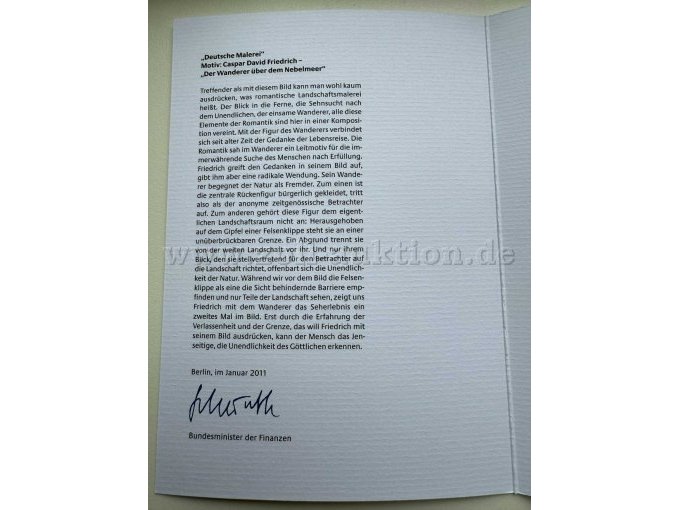 „Deutsche Malerei“
Motiv: Caspar David Friedrich –
„Der Wanderer über dem Nebelmeer“
Treffender als mit diesem Bild kann man wohl kaum
ausdrücken, was romantische Landschaftsmalerei
heißt. Der Blick in die Ferne, die Sehnsucht nach
dem Unendlichen, der einsame Wanderer, alle diese
Elemente der Romantik sind hier in einer Komposi-
tion vereint. Mit der Figur des Wanderers verbindet
sich seit alter Zeit der Gedanke der Lebensreise. Die
Romantik sah im Wanderer ein Leitmotiv für die im-
merwährende Suche des Menschen nach Erfüllung.
Friedrich greift den Gedanken in seinem Bild auf,
gibt ihm aber eine radikale Wendung. Sein Wande-
rer begegnet der Natur als Fremder. Zum einen ist
die zentrale Rückenfigur bürgerlich gekleidet, tritt
also als der anonyme zeitgenössische Betrachter
auf. Zum anderen gehört diese Figur dem eigent-
lichen Landschaftsraum nicht an: Herausgehoben
auf dem Gipfel einer Felsenklippe steht sie an einer
unüberbrückbaren Grenze. Ein Abgrund trennt sie
von der weiten Landschaft vor ihr. Und nur ihrem
Blick, den sie stellvertretend für den Betrachter auf
die Landschaft richtet, offenbart sich die Unendlich-
keit der Natur. Während wir vor dem Bild die Felsen-
klippe als eine die Sicht behindernde Barriere emp-
finden und nur Teile der Landschaft sehen, zeigt uns
Friedrich mit dem Wanderer das Seherlebnis ein
zweites Mal im Bild. Erst durch die Erfahrung der
Verlassenheit und der Grenze, das will Friedrich mit
seinem Bild ausdrücken, kann der Mensch das Jen-
seitige, die Unendlichkeit des Göttlichen erkennen.
Berlin, im Januar 2011
Bundesminister der Finanzen